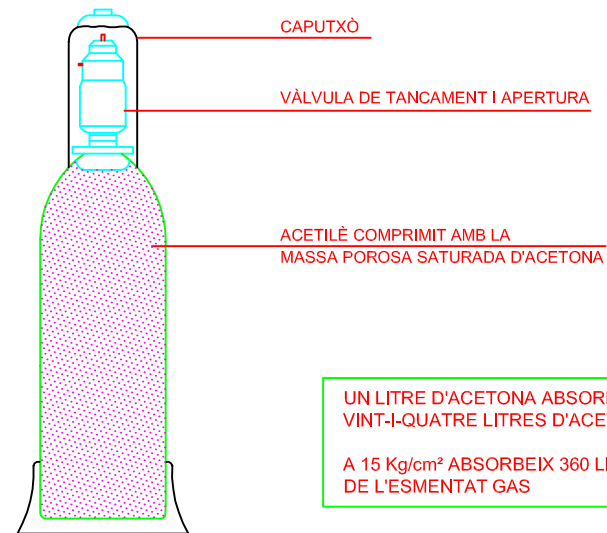 CAPUTXÒ
VÀLVULA DE TANCAMENT I APERTURA
ACETILÈ COMPRIMIT AMB LA
MASSA POROSA SATURADA D'ACETONA
UN LITRE D'ACETONA
VINT-I-QUATRE LITRES
A 15 Kg/cm² ABSORBEIX 360
DE L'ESMENTAT GAS